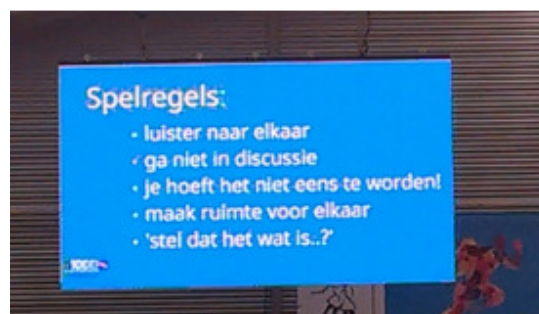 Spelregels:
• luister naar elkaar
• ga niet in discussie
• je hoeft het niet eens te worden!
• maak ruimte voor elkaar
• 'stel dat het wat is..?'